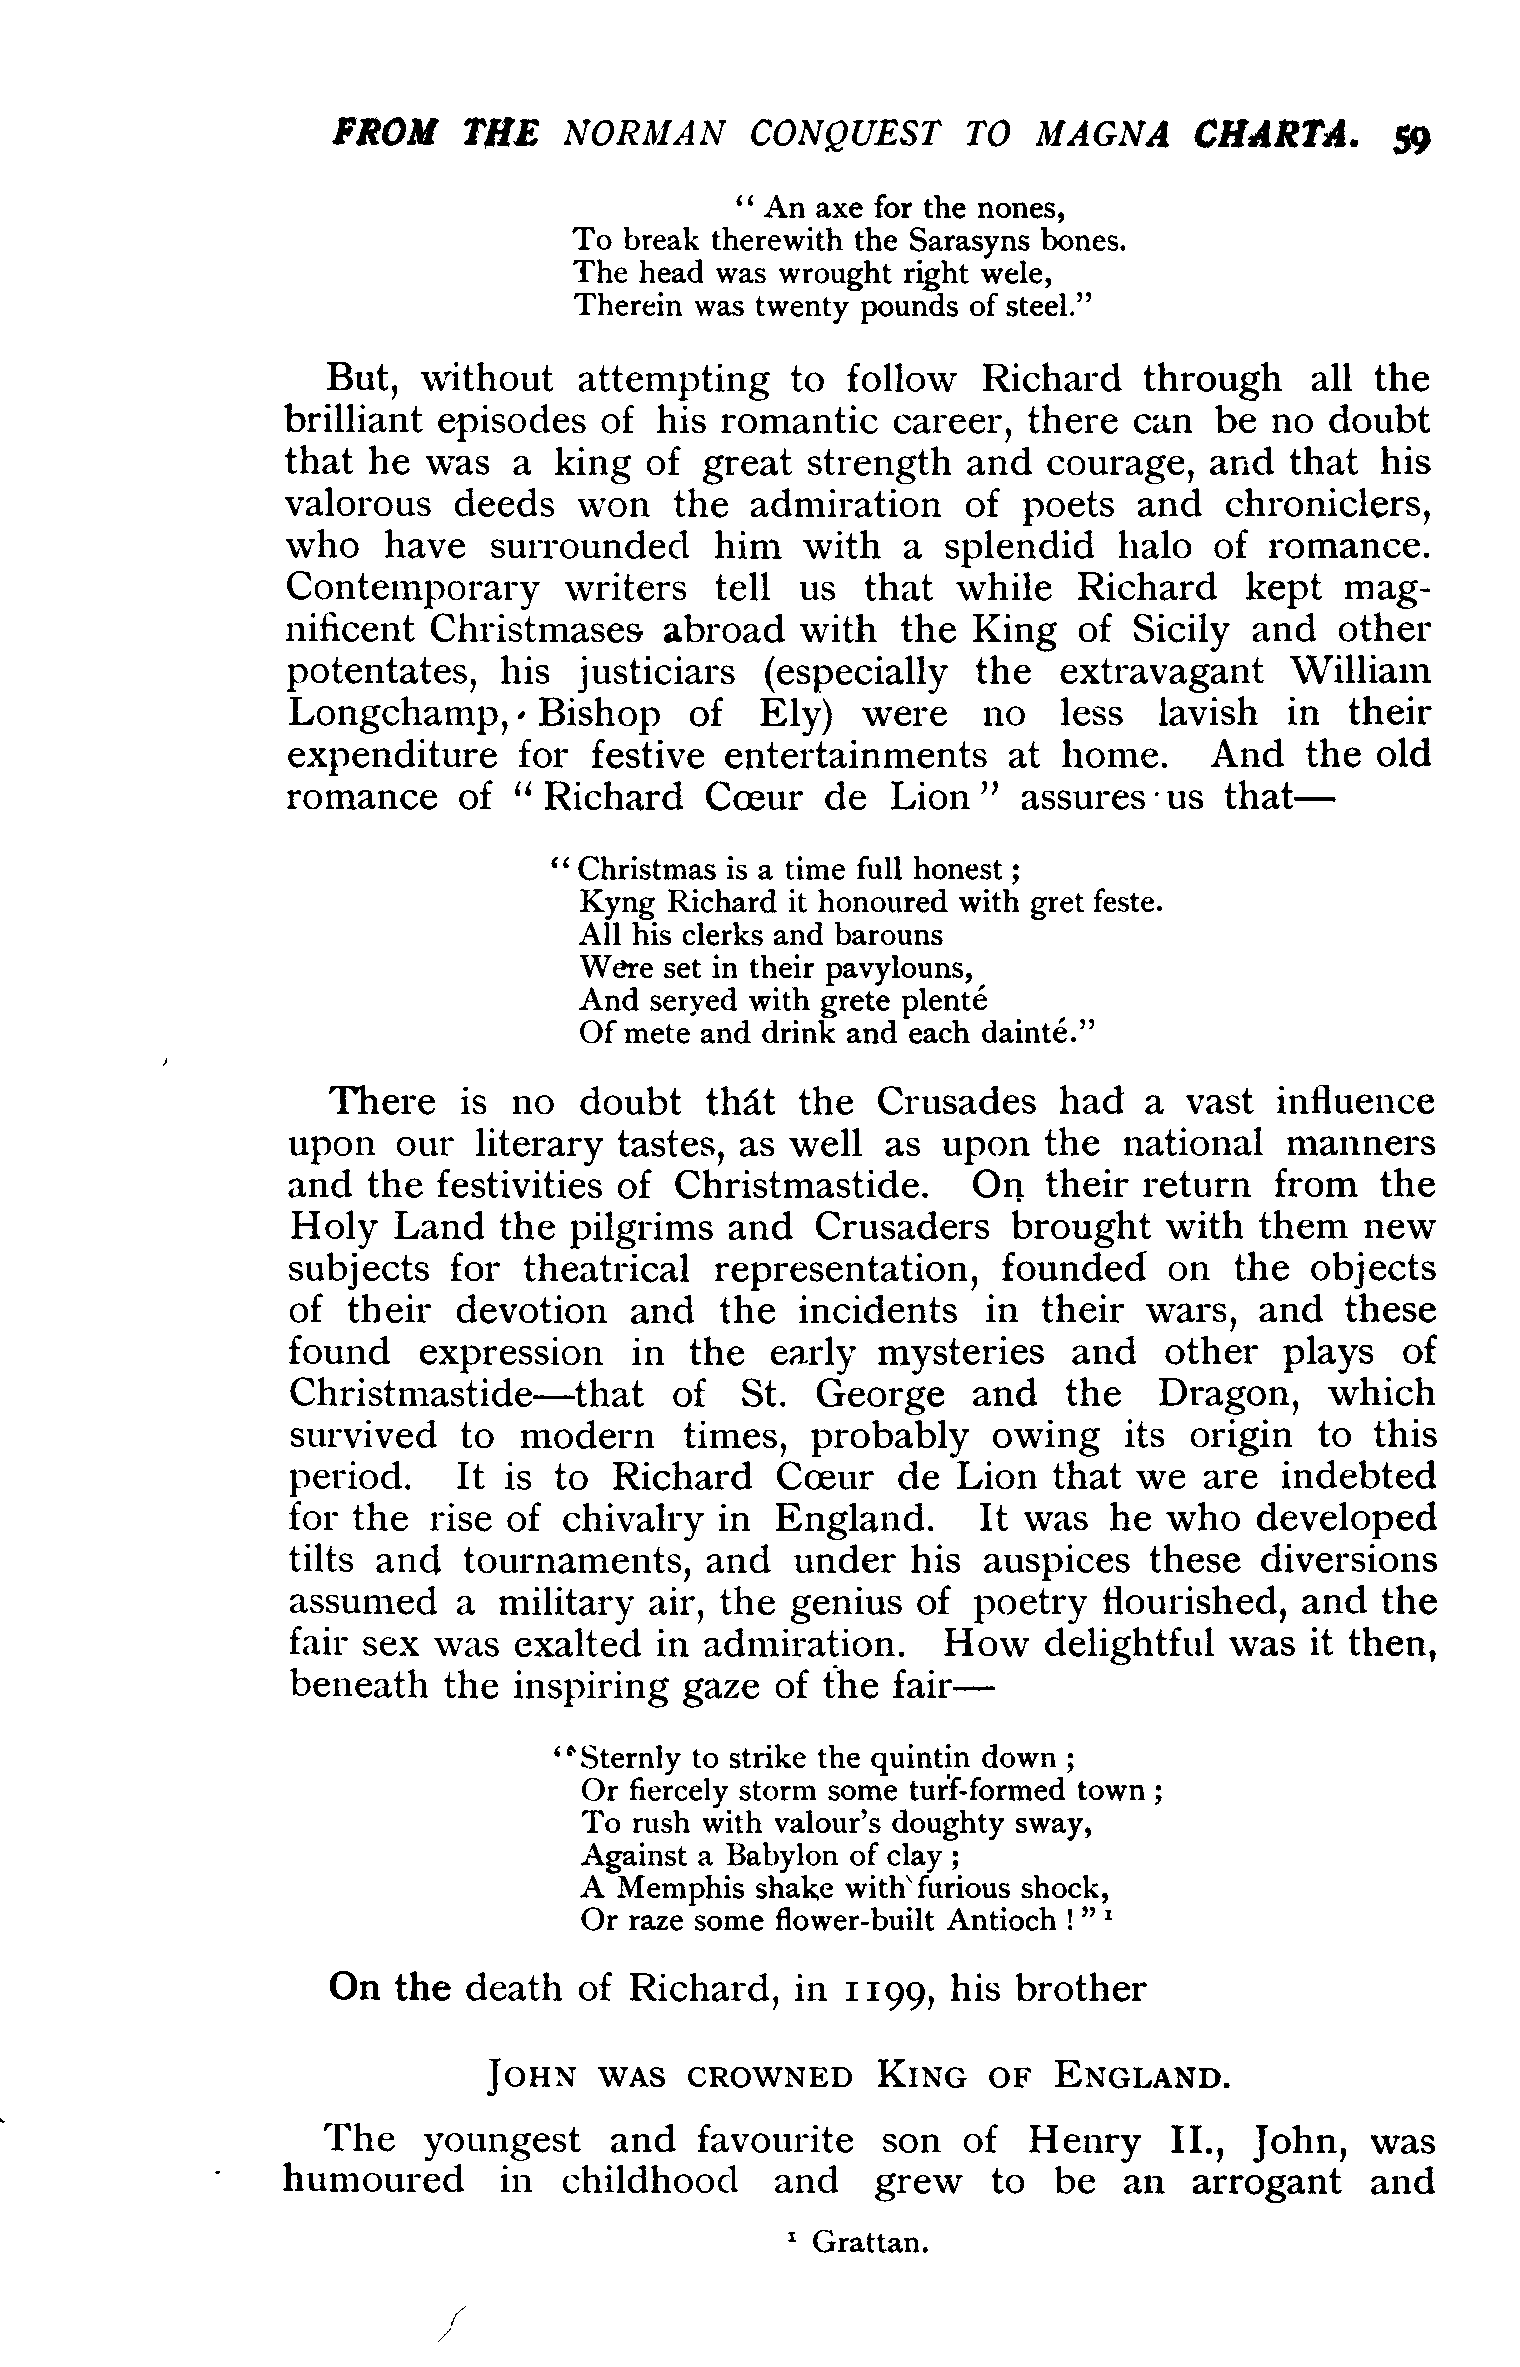 FROM THE NORMAN CONQUEST TO MAGNA CHARTA. 59
“ An axe for the nones,
To break therewith the Sarasyns bones.
The head was wrought right wele,
Therein was twenty pounds of steel.”
But, without attempting to follow Richard through all the
brilliant episodes of his romantic career, there can be no doubt
that he was a king of great strength and courage, and that his
valorous deeds won the admiration of poets and chroniclers,
who have surrounded him with a splendid halo of romance.
Contemporary writers tell us that while Richard kept mag-
nificent Christmases abroad with the King of Sicily and other
potentates, his justiciars (especially the extravagant William
Longchamp, Bishop of Ely) were no less lavish in their
expenditure for festive entertainments at home. And the old
romance of “ Richard Cœur de Lion ” assures us that—
“ Christmas is a time full honest ;
Kyng Richard it honoured with gret feste.
All his clerks and barouns
Were set in their pavylouns,
And seryed with grete plenté
Of mete and drink and each dainté.”
There is no doubt that the Crusades had a vast influence
upon our literary tastes, as well as upon the national manners
and the festivities of Christmastide. On their return from the
Holy Land the pilgrims and Crusaders brought with them new
subjects for theatrical representation, founded on the objects
of their devotion and the incidents in their wars, and these
found expression in the early mysteries and other plays of
Christmastide—that of St. George and the Dragon, which
survived to modern times, probably owing its origin to this
period. It is to Richard Cœur de Lion that we are indebted
for the rise of chivalry in England. It was he who developed
tilts and tournaments, and under his auspices these diversions
assumed a military air, the genius of poetry flourished, and the
fair sex was exalted in admiration. How delightful was it then,
beneath the inspiring gaze of the fair—
“Sternly to strike the quintin down ;
Or fiercely storm some turf-formed town ;
To rush with valour’s doughty sway,
Against a Babylon of clay ;
A Memphis shake with furious shock,
Or raze some flower-built Antioch ! ” ¹
On the death of Richard, in 1199, his brother
JOHN WAS CROWNED KING OF ENGLAND.
The youngest and favourite son of Henry II., John, was
humoured in childhood and grew to be an arrogant and
¹ Grattan.